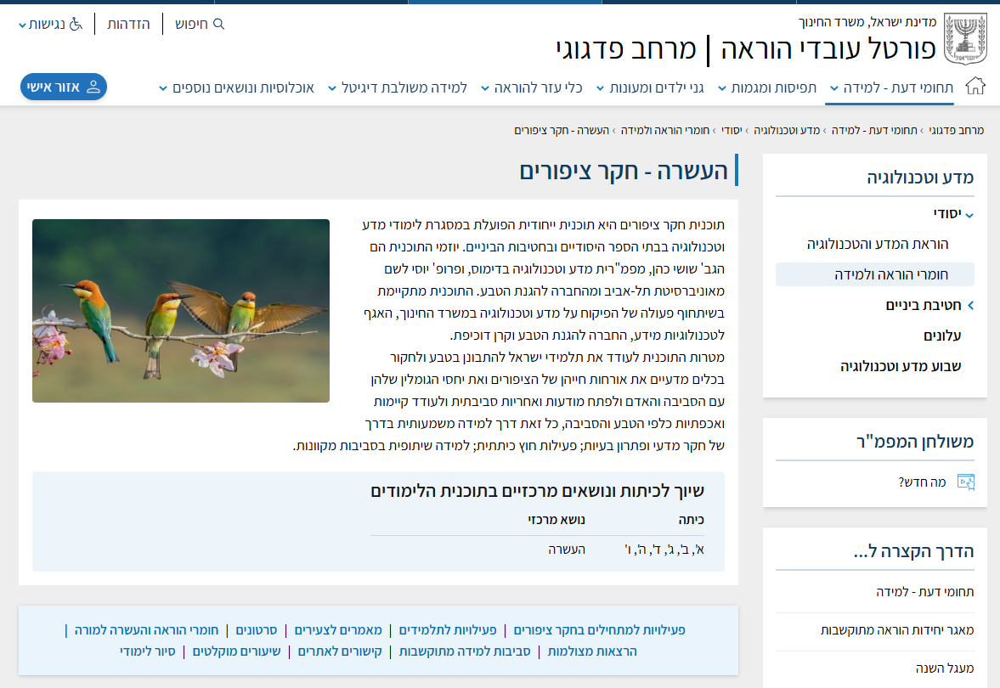 מדינת ישראל, משרד החינוך
פורטל עובדי הוראה | מרחב פדגוגי
חיפוש | הזדהות | נגישות
תחומי דעת - למידה תפיסות ומגמות גני ילדים ומעונות כלי עזר להוראה למידה משולבת דיגיטל אוכלוסיות ונושאים נוספים אזור אישי
מרחב פדגוגי › תחומי דעת - למידה › מדע וטכנולוגיה › יסודי › חומרי הוראה ולמידה › העשרה - חקר ציפורים
מדע וטכנולוגיה
יסודי
הוראת המדע והטכנולוגיה
חומרי הוראה ולמידה
חטיבת ביניים
עלונים
שבוע מדע וטכנולוגיה
משולחן המפמ"ר
מה חדש?
הדרך הקצרה ל...
תחומי דעת - למידה
מאגר יחידות הוראה מתוקשבות
מעגל השנה
העשרה - חקר ציפורים
תוכנית חקר ציפורים היא תוכנית ייחודית הפועלת במסגרת לימודי מדע
וטכנולוגיה בבתי הספר היסודיים ובחטיבות הביניים. יוזמי התוכנית הם
הגב' שושי כהן, מפמ"רית מדע וטכנולוגיה בדימוס, ופרופ' יוסי לשם
מאוניברסיטת תל-אביב ומהחברה להגנת הטבע. התוכנית מתקיימת
בשיתחוף פעולה של הפיקוח על מדע וטכנולוגיה במשרד החינוך, האגף
לטכנולוגיות מידע, החברה להגנת הטבע וקרן דוכיפת.
מטרות התוכנית לעודד את תלמידי ישראל להתבונן בטבע ולחקור
בכלים מדעיים את אורחות חייהן של הציפורים ואת יחסי הגומלין שלהן
עם הסביבה והאדם ולפתח מודעות ואחריות סביבתית ולעודד קיימות
ואכפתיות כלפי הטבע והסביבה, כל זאת דרך למידה משמעותית בדרך
של חקר מדעי ופתרון בעיות; פעילות חוץ כיתתית; למידה שיתופית בסביבות מקוונות.
שיוך לכיתות ונושאים מרכזיים בתוכנית הלימודים
כיתה נושא מרכזי
א', ב', ג', ד', ה', ו' העשרה
פעילויות למתחילים בחקר ציפורים | פעילויות לתלמידים | מאמרים לצעירים | סרטונים | חומרי הוראה והעשרה למורה |
הרצאות מצולמות | סביבות למידה מתוקשבות | קישורים לאתרים | שיעורים מוקלטים | סיור לימודי